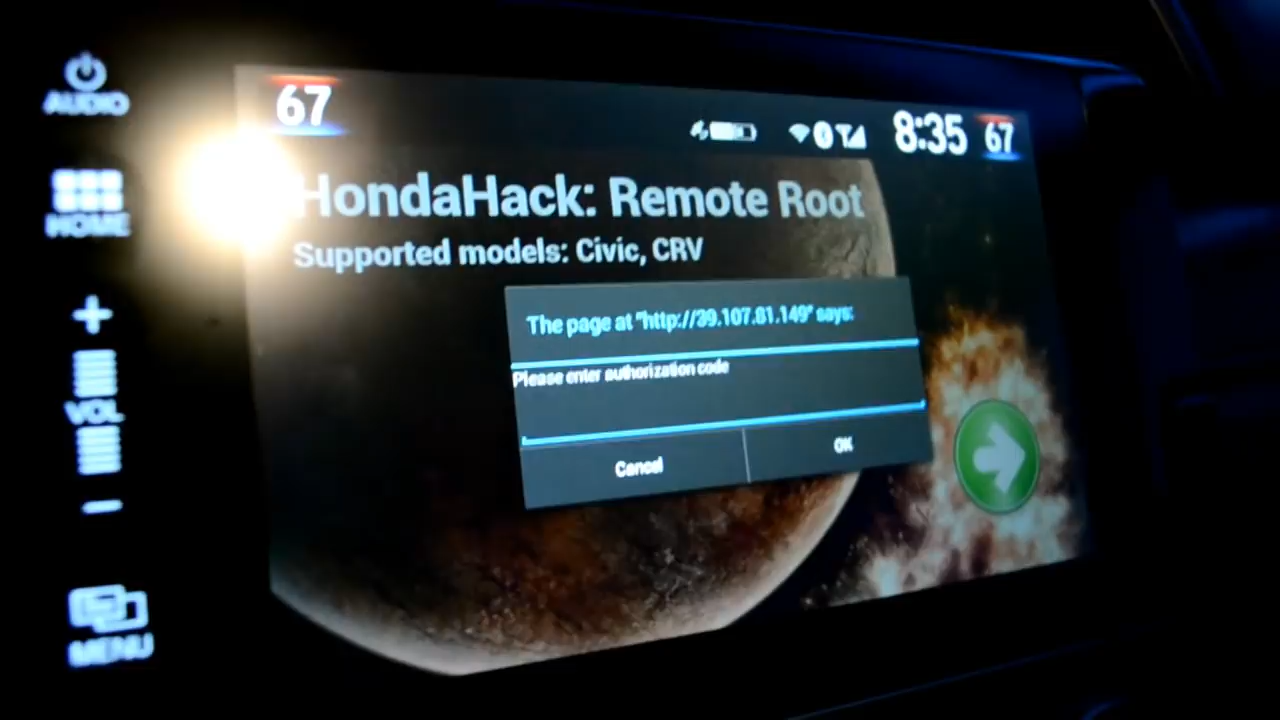 AUDIO
HOME
VOL
MENU
67
8:35
67
HondaHack: Remote Root
Supported models: Civic, CRV
The page at "http://39.107.81.149" says:
Please enter authorization code
Cancel
OK